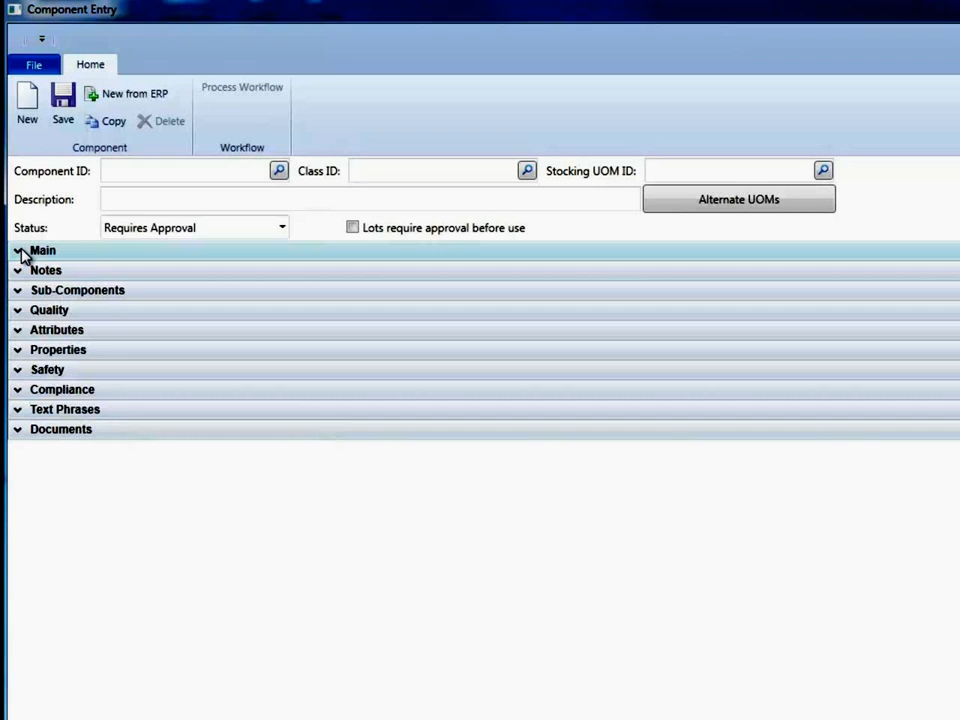 Component Entry
File Home
New Save New from ERP Copy Delete Process Workflow
Component Workflow
Component ID: Class ID: Stocking UOM ID:
Description: Alternate UOMs
Status: Requires Approval Lots require approval before use
Main
Notes
Sub-Components
Quality
Attributes
Properties
Safety
Compliance
Text Phrases
Documents